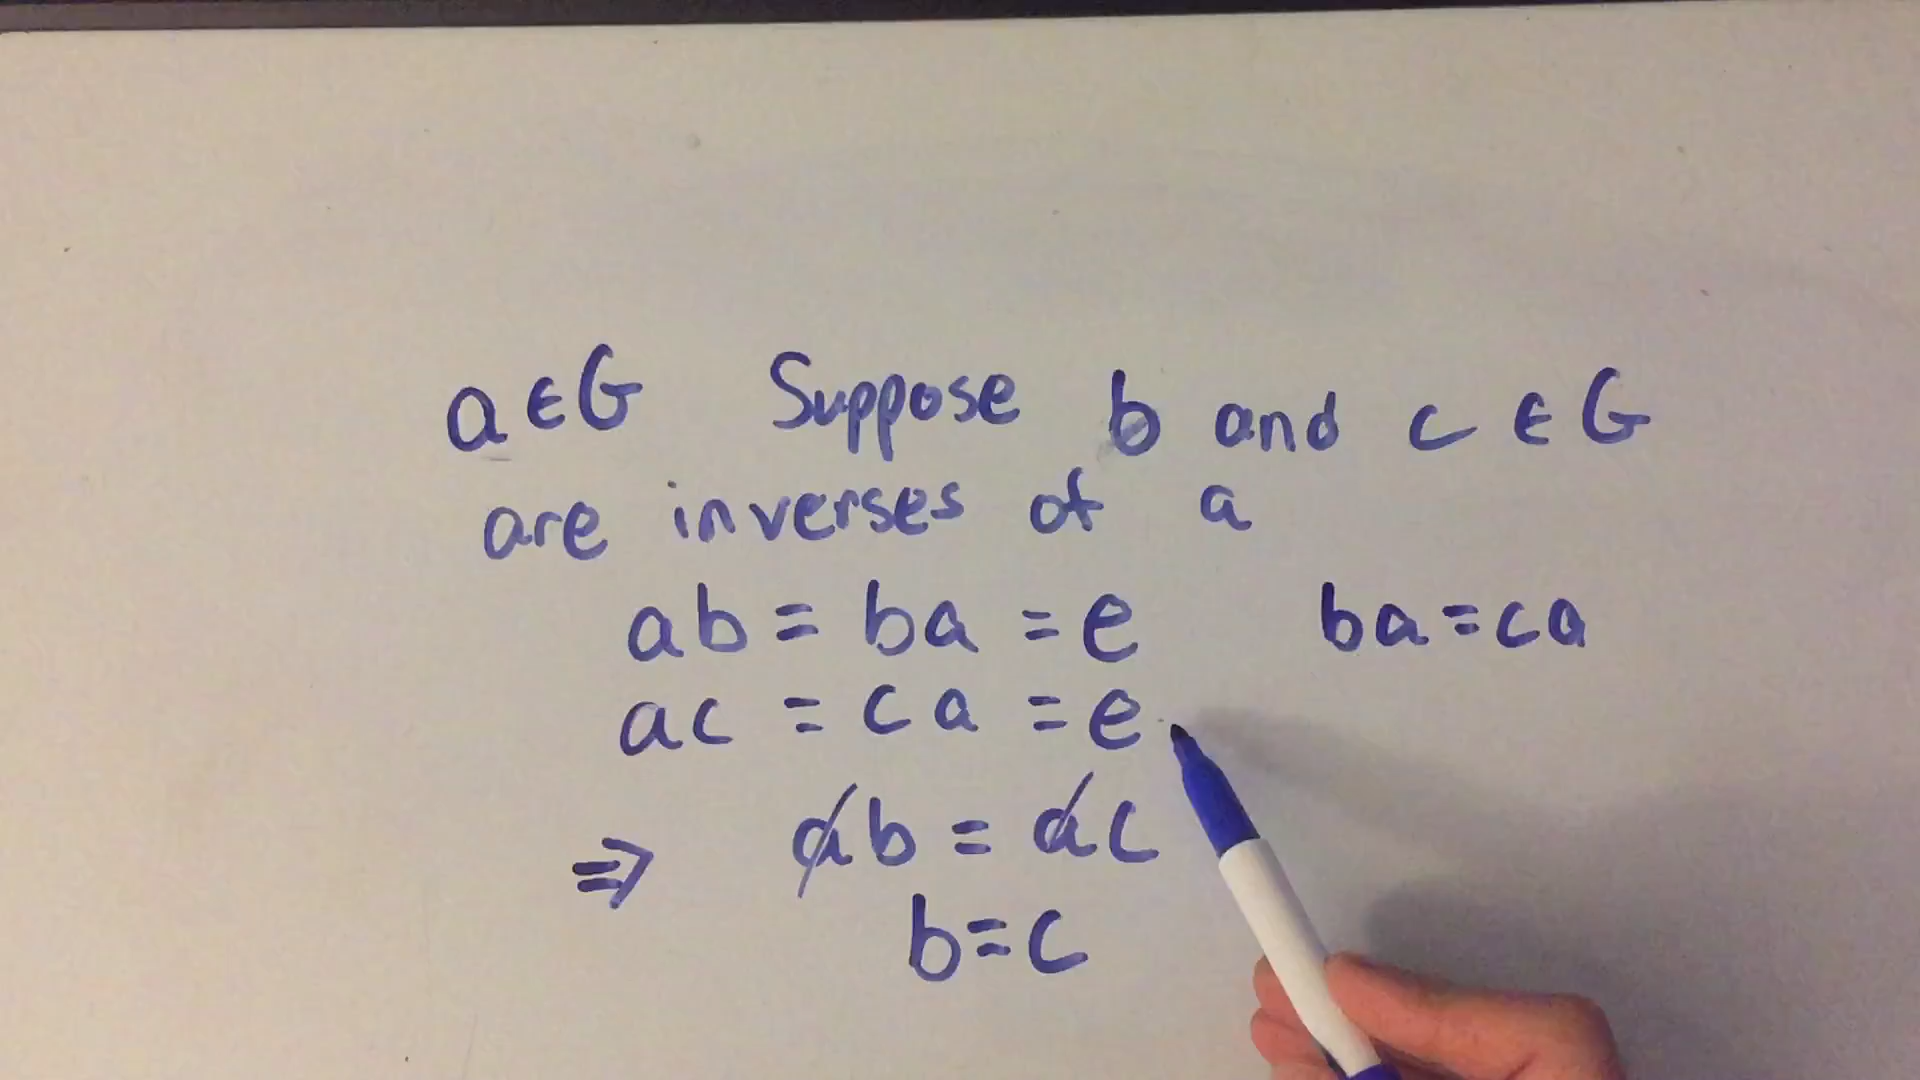 a ∈ G Suppose b and c ∈ G
are inverses of a
ab = ba = e ba = ca
ac = ca = e
⇒ ab = ac
b = c